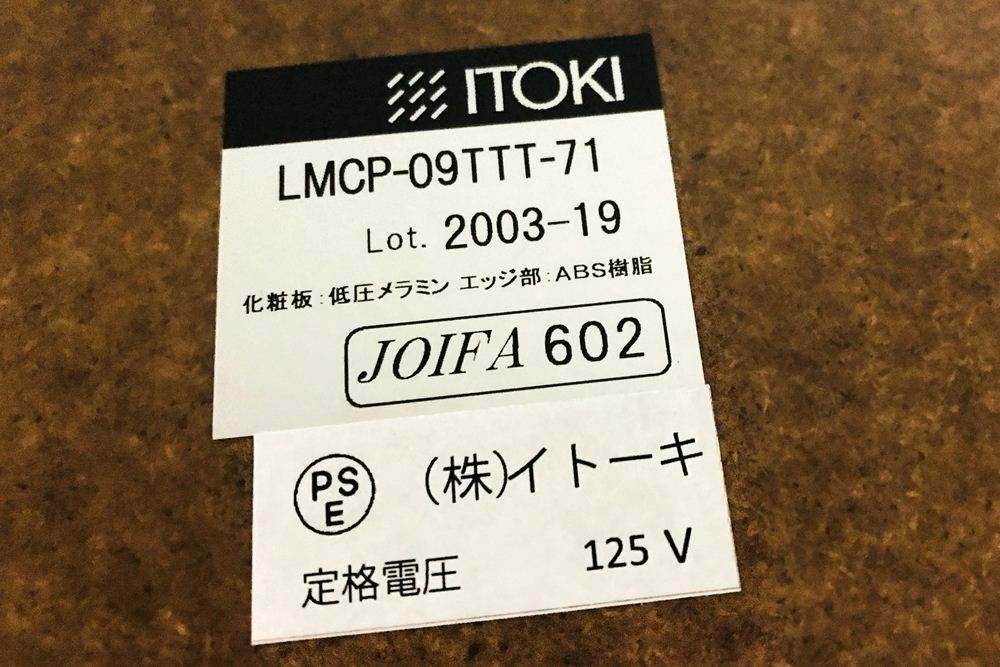 ITOKI
LMCP-09TTT-71
Lot. 2003-19
化粧板:低圧メラミン エッジ部:ABS樹脂
JOIFA 602
PSE (株)イトーキ
定格電圧 125 V